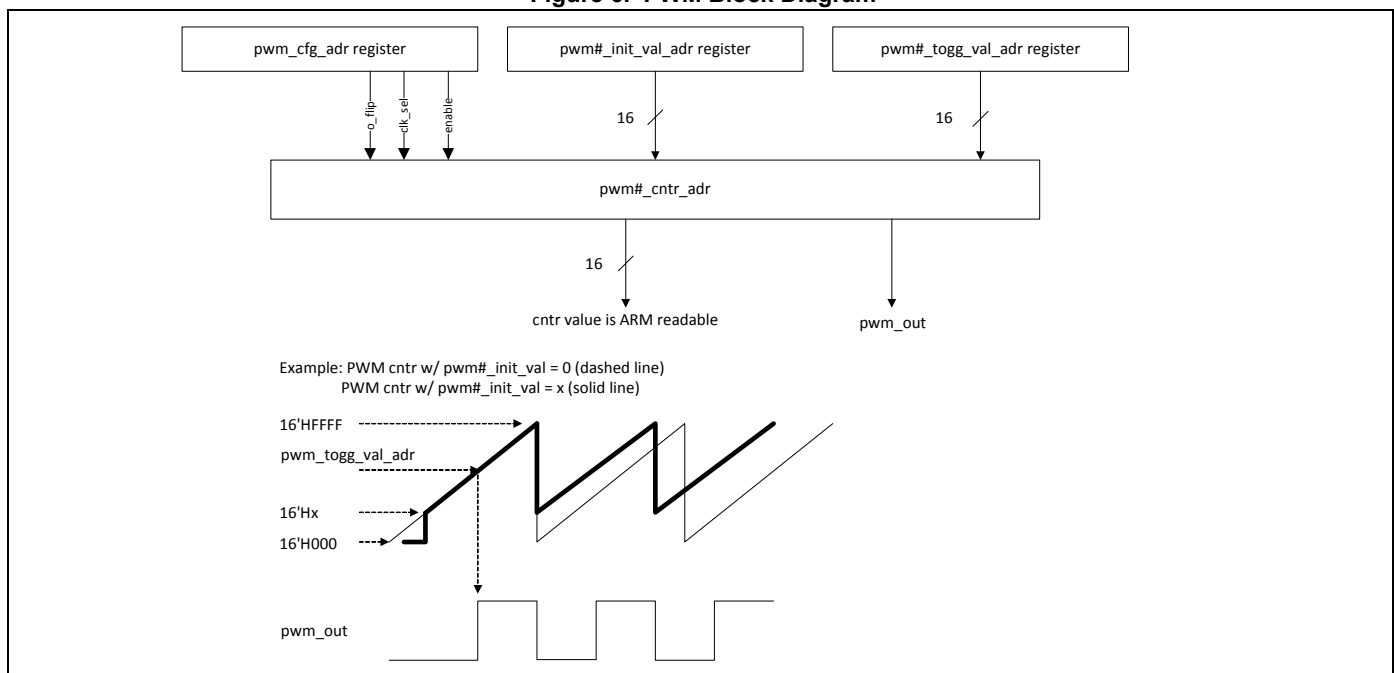 Figure 6. PWM Block Diagram
pwm_cfg_adr register
pwm#_init_val_adr register
pwm#_togg_val_adr register
o_flip
clk_sel
enable
16
16
pwm#_cntr_adr
16
cntr value is ARM readable
pwm_out
Example: PWM cntr w/ pwm#_init_val = 0 (dashed line)
PWM cntr w/ pwm#_init_val = x (solid line)
16'HFFFF
pwm_togg_val_adr
16'Hx
16'H000
pwm_out